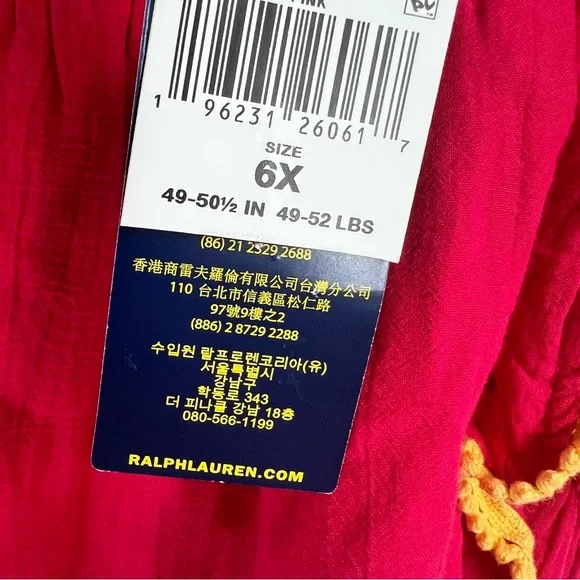 PINK
1 96231 26061 7
SIZE
6X
49-50½ IN 49-52 LBS
(86) 21 2329 2688
香港商雷夫羅倫有限公司台灣分公司
110 台北市信義區松仁路
97號9樓之2
(886) 2 8729 2288
수입원 랄프로렌코리아(유)
서울특별시
강남구
학동로 343
더 피나클 강남 18층
080-566-1199
RALPHLAUREN.COM